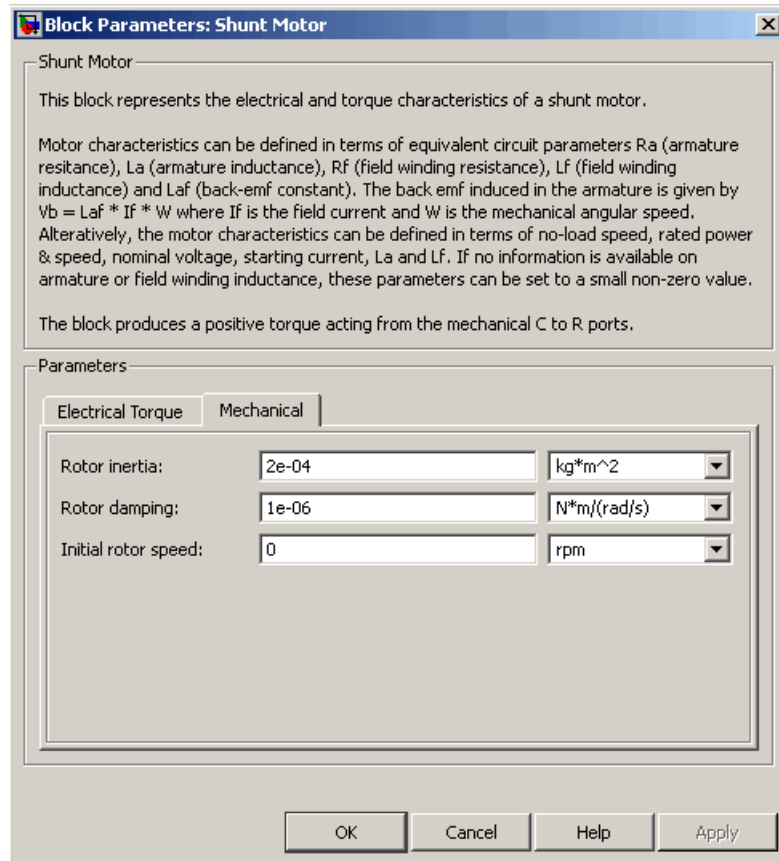 Block Parameters: Shunt Motor
Shunt Motor
This block represents the electrical and torque characteristics of a shunt motor.
Motor characteristics can be defined in terms of equivalent circuit parameters Ra (armature
resitance), La (armature inductance), Rf (field winding resistance), Lf (field winding
inductance) and Laf (back-emf constant). The back emf induced in the armature is given by
Vb = Laf * If * W where If is the field current and W is the mechanical angular speed.
Alteratively, the motor characteristics can be defined in terms of no-load speed, rated power
& speed, nominal voltage, starting current, La and Lf. If no information is available on
armature or field winding inductance, these parameters can be set to a small non-zero value.
The block produces a positive torque acting from the mechanical C to R ports.
Parameters
Electrical Torque Mechanical
Rotor inertia: 2e-04 kg*m^2
Rotor damping: 1e-06 N*m/(rad/s)
Initial rotor speed: 0 rpm
OK Cancel Help Apply